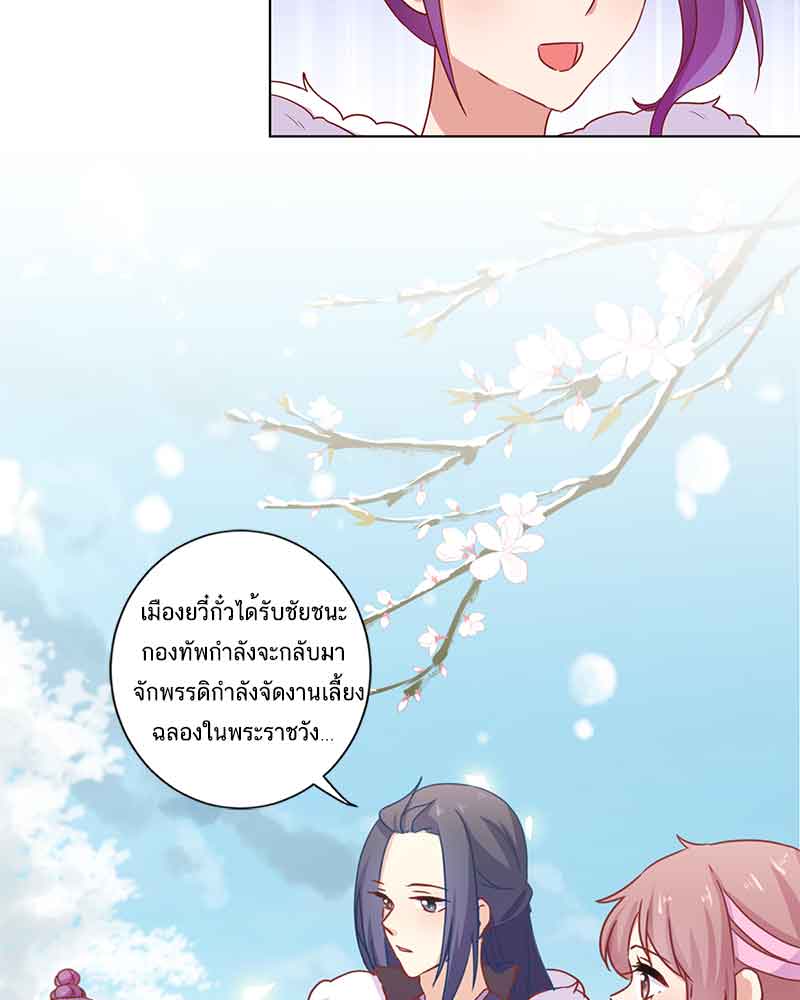 เมืองยวี๋กั๋วได้รับชัยชนะ
กองทัพกำลังจะกลับมา
จักพรรดิกำลังจัดงานเลี้ยง
ฉลองในพระราชวัง...